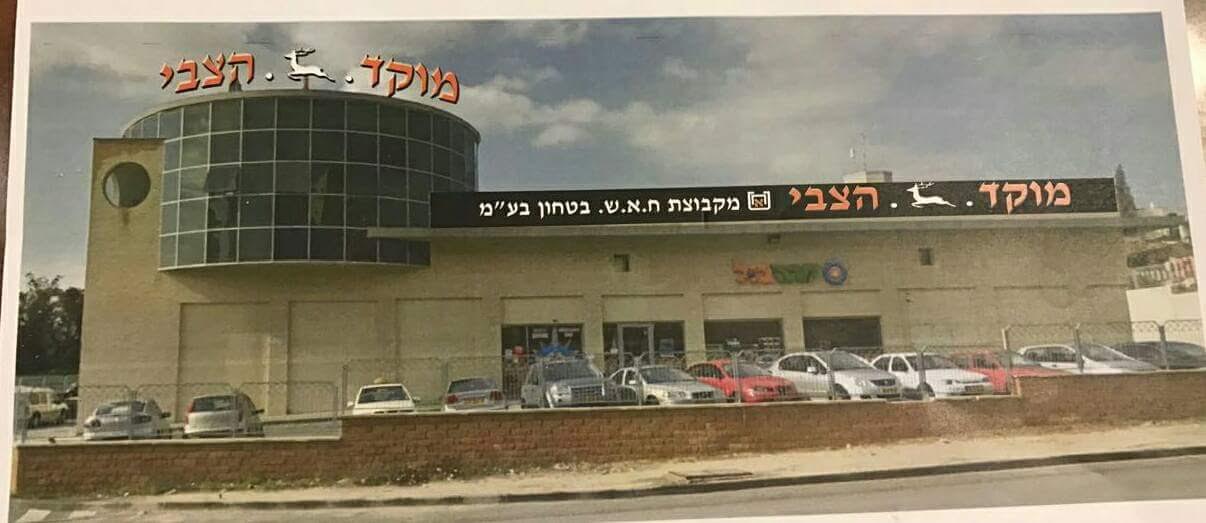 מוקד. הצבי.
מוקד. הצבי. מקבוצת ח.א.ש. בטחון בע"מ